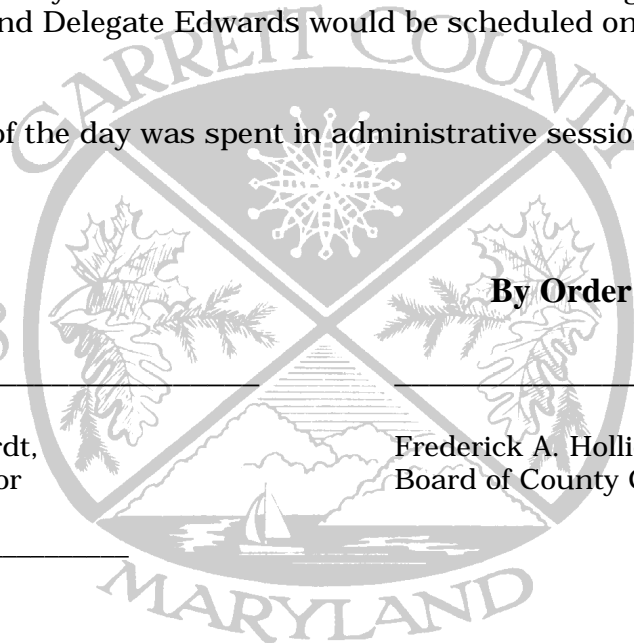 nd Delegate Edwards would be scheduled on
GARRETT COUNTY
of the day was spent in administrative sessio
By Order
rdt,
or
Frederick A. Holli
Board of County C
MARYLAND